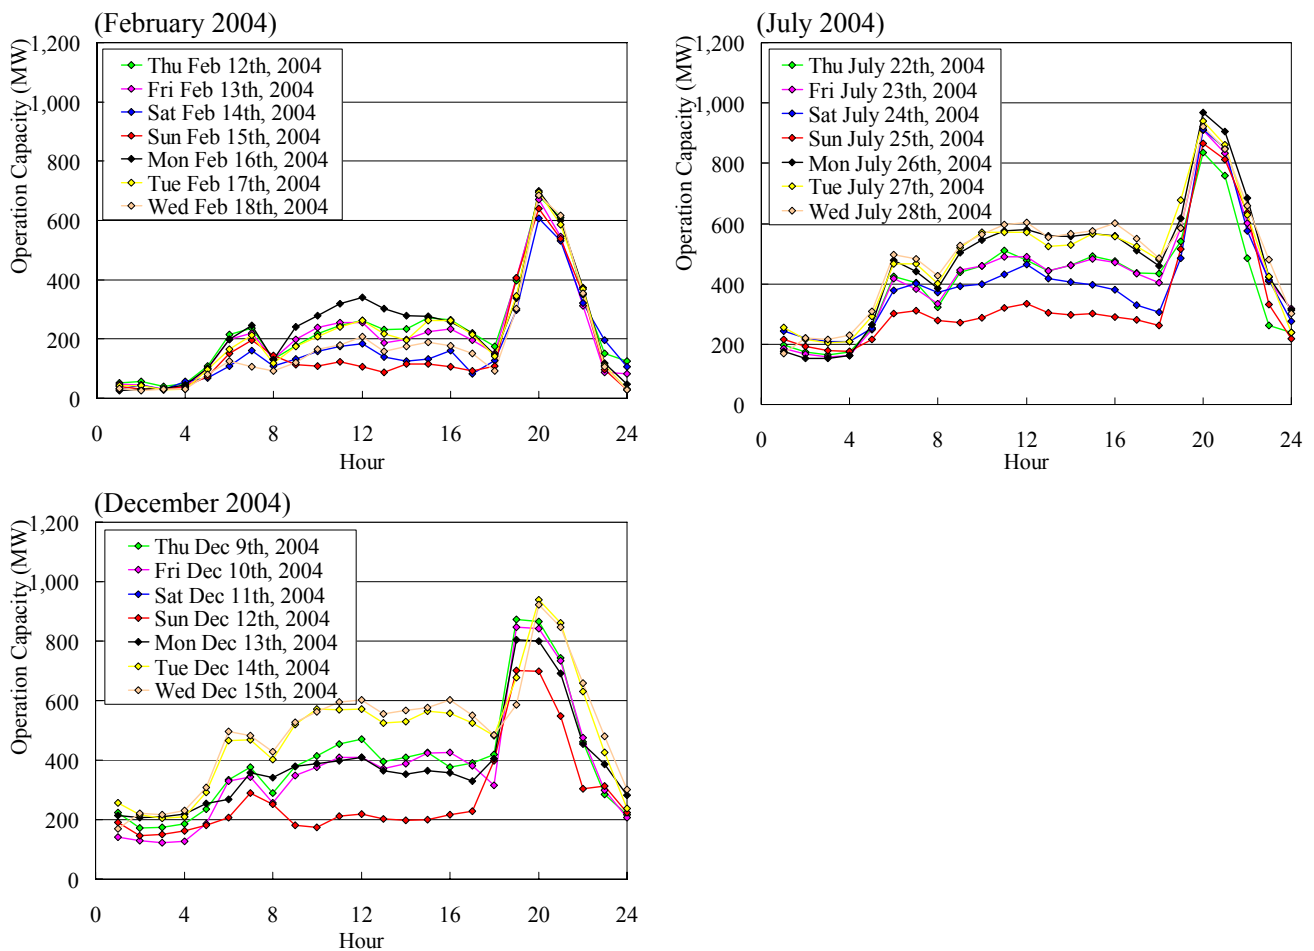 (February 2004)
Operation Capacity (MW)
1,200
1,000
800
600
400
200
0
Thu Feb 12th, 2004
Fri Feb 13th, 2004
Sat Feb 14th, 2004
Sun Feb 15th, 2004
Mon Feb 16th, 2004
Tue Feb 17th, 2004
Wed Feb 18th, 2004
0 4 8 12 16 20 24
Hour
(July 2004)
Operation Capacity (MW)
1,200
1,000
800
600
400
200
0
Thu July 22th, 2004
Fri July 23th, 2004
Sat July 24th, 2004
Sun July 25th, 2004
Mon July 26th, 2004
Tue July 27th, 2004
Wed July 28th, 2004
0 4 8 12 16 20 24
Hour
(December 2004)
Operation Capacity (MW)
1,200
1,000
800
600
400
200
0
Thu Dec 9th, 2004
Fri Dec 10th, 2004
Sat Dec 11th, 2004
Sun Dec 12th, 2004
Mon Dec 13th, 2004
Tue Dec 14th, 2004
Wed Dec 15th, 2004
0 4 8 12 16 20 24
Hour